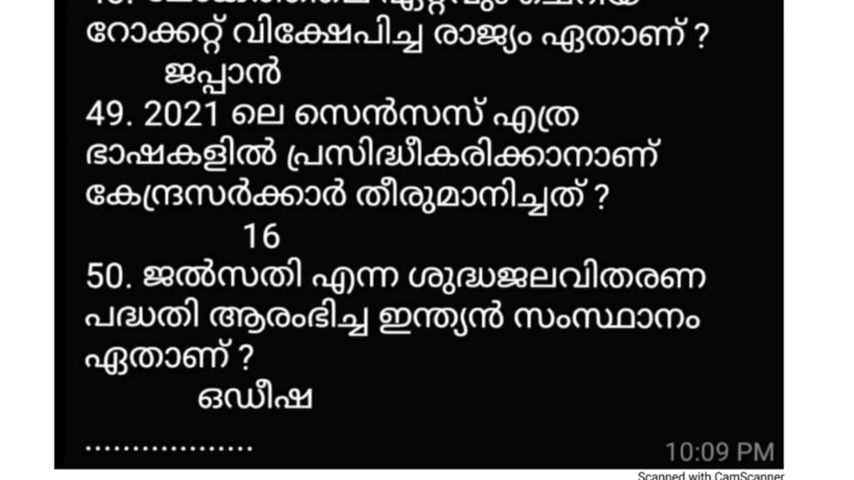 റോക്കറ്റ് വിക്ഷേപിച്ച രാജ്യം ഏതാണ് ?
ജപ്പാൻ
49. 2021 ലെ സെൻസസ് എത്ര
ഭാഷകളിൽ പ്രസിദ്ധീകരിക്കാനാണ്
കേന്ദ്രസർക്കാർ തീരുമാനിച്ചത് ?
16
50. ജൽസതി എന്ന ശുദ്ധജലവിതരണ
പദ്ധതി ആരംഭിച്ച ഇന്ത്യൻ സംസ്ഥാനം
ഏതാണ് ?
ഒഡീഷ
..................
10:09 PM
Scanned with CamScanner